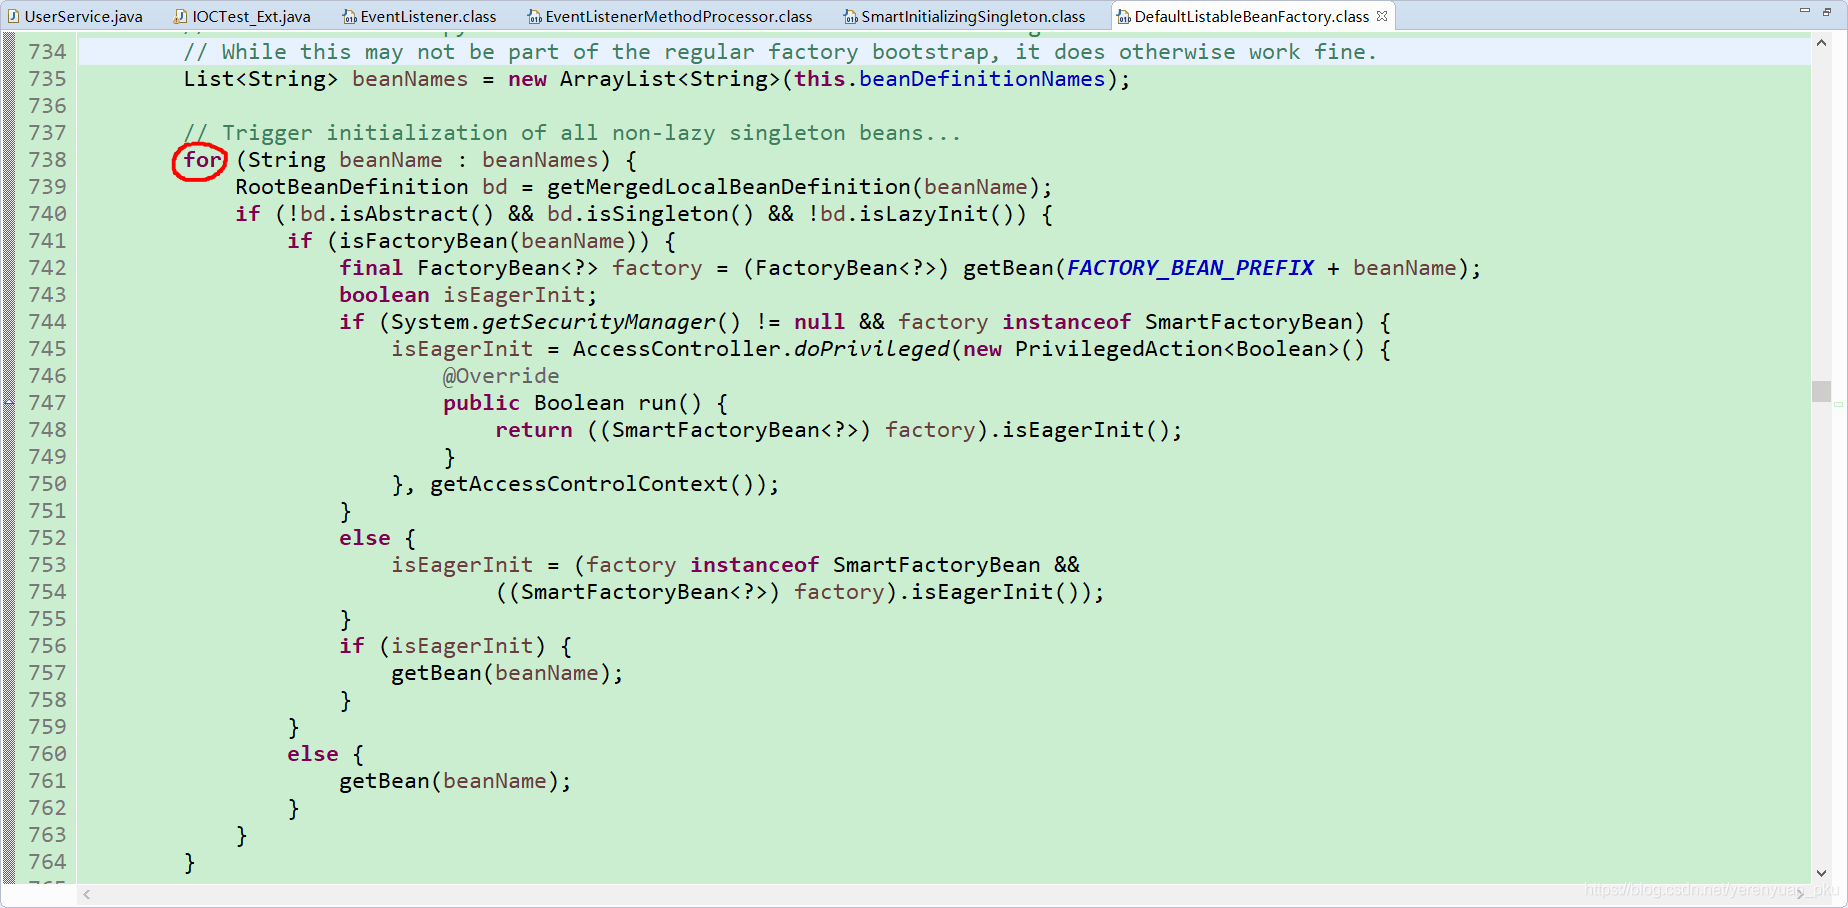 UserService.java IOCTest_Ext.java EventListener.class EventListenerMethodProcessor.class SmartInitializingSingleton.class DefaultListableBeanFactory.class
734 // While this may not be part of the regular factory bootstrap, it does otherwise work fine.
735 List<String> beanNames = new ArrayList<String>(this.beanDefinitionNames);
736
737 // Trigger initialization of all non-lazy singleton beans...
738 for (String beanName : beanNames) {
739 RootBeanDefinition bd = getMergedLocalBeanDefinition(beanName);
740 if (!bd.isAbstract() && bd.isSingleton() && !bd.isLazyInit()) {
741 if (isFactoryBean(beanName)) {
742 final FactoryBean<?> factory = (FactoryBean<?>) getBean(FACTORY_BEAN_PREFIX + beanName);
743 boolean isEagerInit;
744 if (System.getSecurityManager() != null && factory instanceof SmartFactoryBean) {
745 isEagerInit = AccessController.doPrivileged(new PrivilegedAction<Boolean>() {
746 @Override
747 public Boolean run() {
748 return ((SmartFactoryBean<?>) factory).isEagerInit();
749 }
750 }, getAccessControlContext());
751 }
752 else {
753 isEagerInit = (factory instanceof SmartFactoryBean &&
754 ((SmartFactoryBean<?>) factory).isEagerInit());
755 }
756 if (isEagerInit) {
757 getBean(beanName);
758 }
759 }
760 else {
761 getBean(beanName);
762 }
763 }
764 }
https://blog.csdn.net/yerenyuan_pku